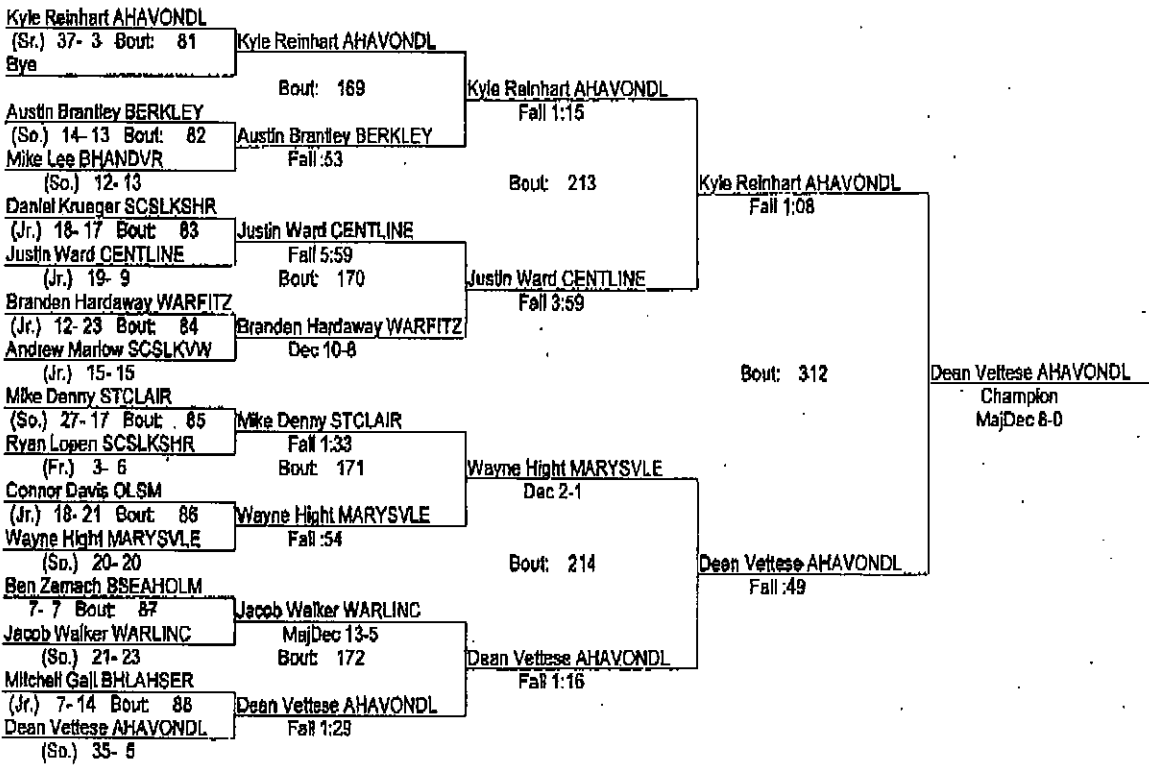 Kyle Reinhart AHAVONDL
(Sr.) 37- 3 Bout: 81
Bye
Kyle Reinhart AHAVONDL
Bout: 169
Austin Brantley BERKLEY
(So.) 14- 13 Bout: 82
Mike Lee BHANDVR
(So.) 12- 13
Austin Brantley BERKLEY
Fall :53
Kyle Reinhart AHAVONDL
Fall 1:15
Bout: 213
Daniel Krueger SCSLKSHR
(Jr.) 18- 17 Bout: 83
Justin Ward CENTLINE
(Jr.) 19- 9
Justin Ward CENTLINE
Fall 5:59
Bout: 170
Branden Hardaway WARFITZ
(Jr.) 12- 23 Bout: 84
Andrew Marlow SCSLKVW
(Jr.) 15- 15
Branden Hardaway WARFITZ
Dec 10-8
Justin Ward CENTLINE
Fall 3:59
Kyle Reinhart AHAVONDL
Fall 1:08
Bout: 312
Dean Vettese AHAVONDL
Champion
MajDec 8-0
Mike Denny STCLAIR
(So.) 27- 17 Bout: 85
Ryan Lopen SCSLKSHR
(Fr.) 3- 6
Mike Denny STCLAIR
Fall 1:33
Bout: 171
Connor Davis OLSM
(Jr.) 18- 21 Bout: 86
Wayne Hight MARYSVLE
(So.) 20- 20
Wayne Hight MARYSVLE
Fall :54
Wayne Hight MARYSVLE
Dec 2-1
Bout: 214
Ben Zemach BSEAHOLM
7- 7 Bout: 87
Jacob Walker WARLINC
(So.) 21- 23
Jacob Walker WARLINC
MajDec 13-5
Bout: 172
Mitchell Gall BHLAHSER
(Jr.) 7- 14 Bout: 88
Dean Vettese AHAVONDL
(So.) 35- 5
Dean Vettese AHAVONDL
Fall 1:29
Dean Vettese AHAVONDL
Fall 1:16
Dean Vettese AHAVONDL
Fall :49